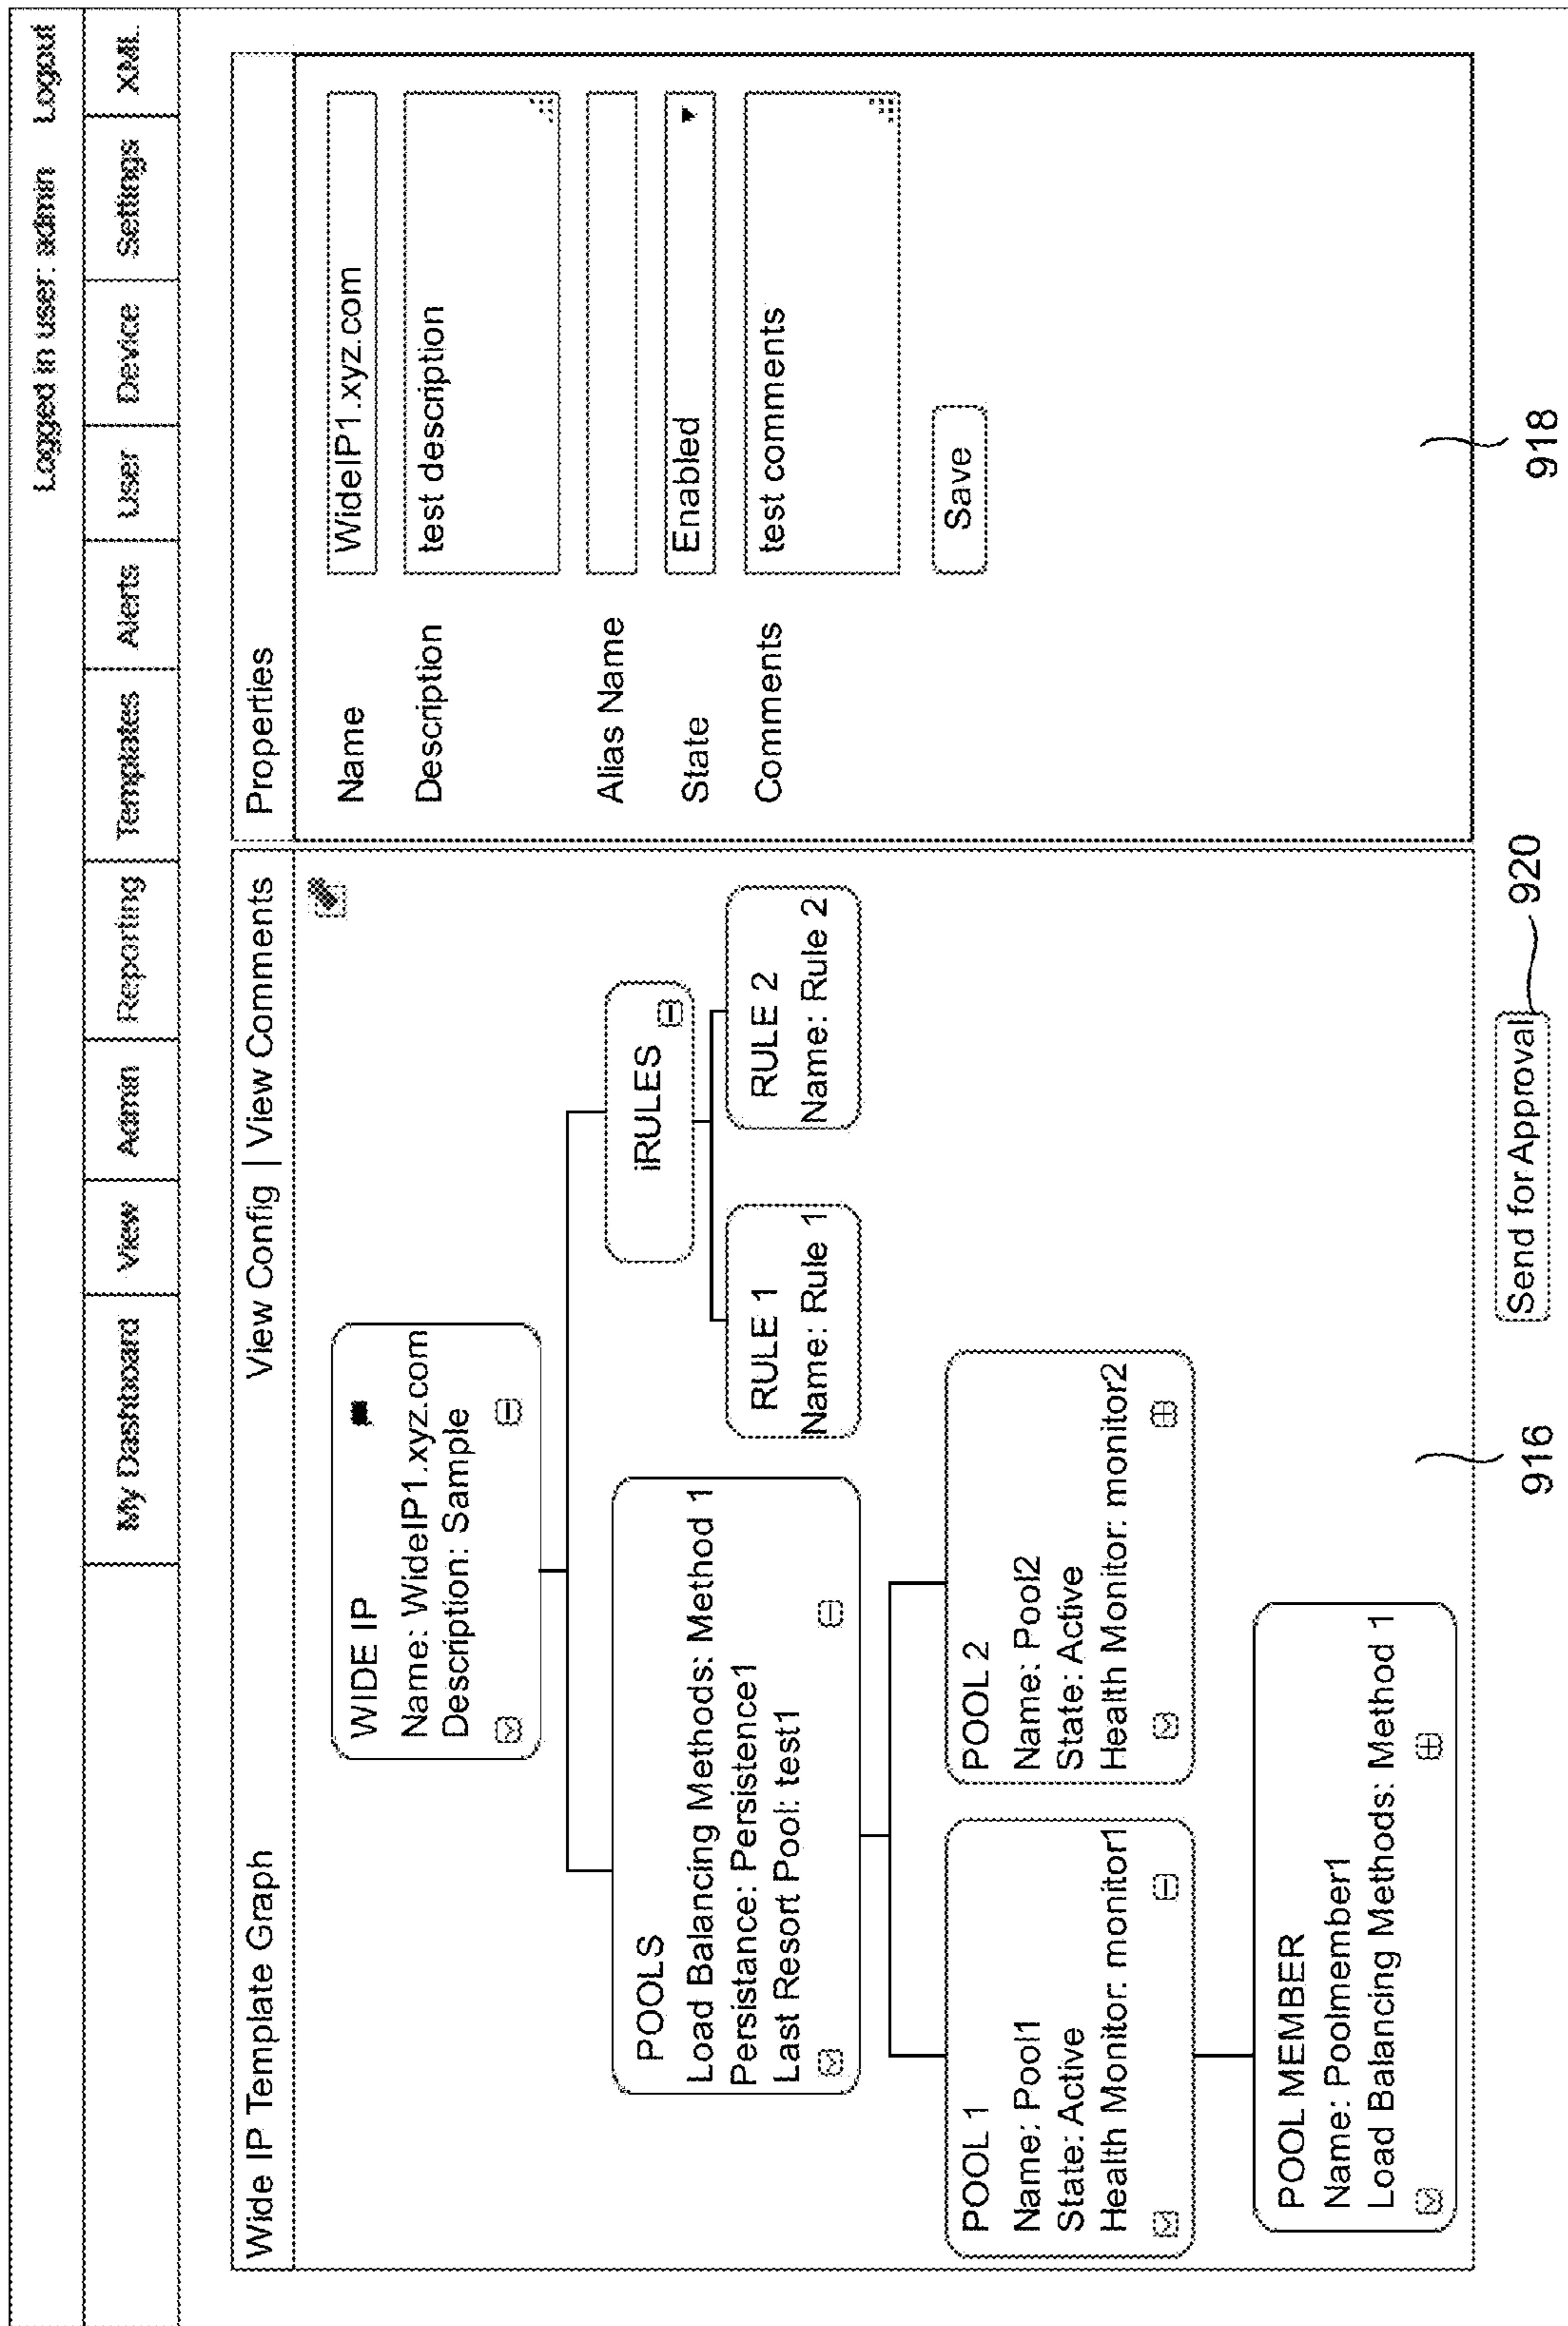 Logged in user: admin Logout
My Dashboard View Admin Reporting Templates Alerts User Device Settings XML
Wide IP Template Graph View Config | View Comments
WIDE IP
Name: WideIP1.xyz.com
Description: Sample
POOLS
Load Balancing Methods: Method 1
Persistance: Persistence1
Last Resort Pool: test1
iRULES
RULE 1
Name: Rule 1
RULE 2
Name: Rule 2
POOL 1
Name: Pool1
State: Active
Health Monitor: monitor1
POOL 2
Name: Pool2
State: Active
Health Monitor: monitor2
POOL MEMBER
Name: Poolmember1
Load Balancing Methods: Method 1
Properties
Name WideIP1.xyz.com
Description test description
Alias Name
State Enabled
Comments test comments
Save
Send for Approval
920
916
918